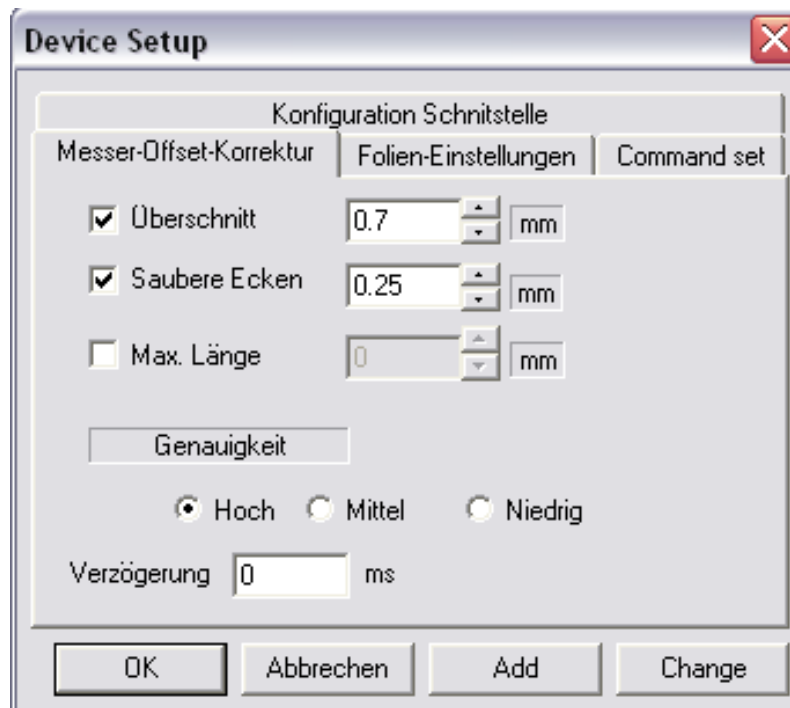 Device Setup
Konfiguration Schnitstelle
Messer-Offset-Korrektur Folien-Einstellungen Command set
Überschnitt 0.7 mm
Saubere Ecken 0.25 mm
Max. Länge 0 mm
Genauigkeit
Hoch Mittel Niedrig
Verzögerung 0 ms
OK Abbrechen Add Change